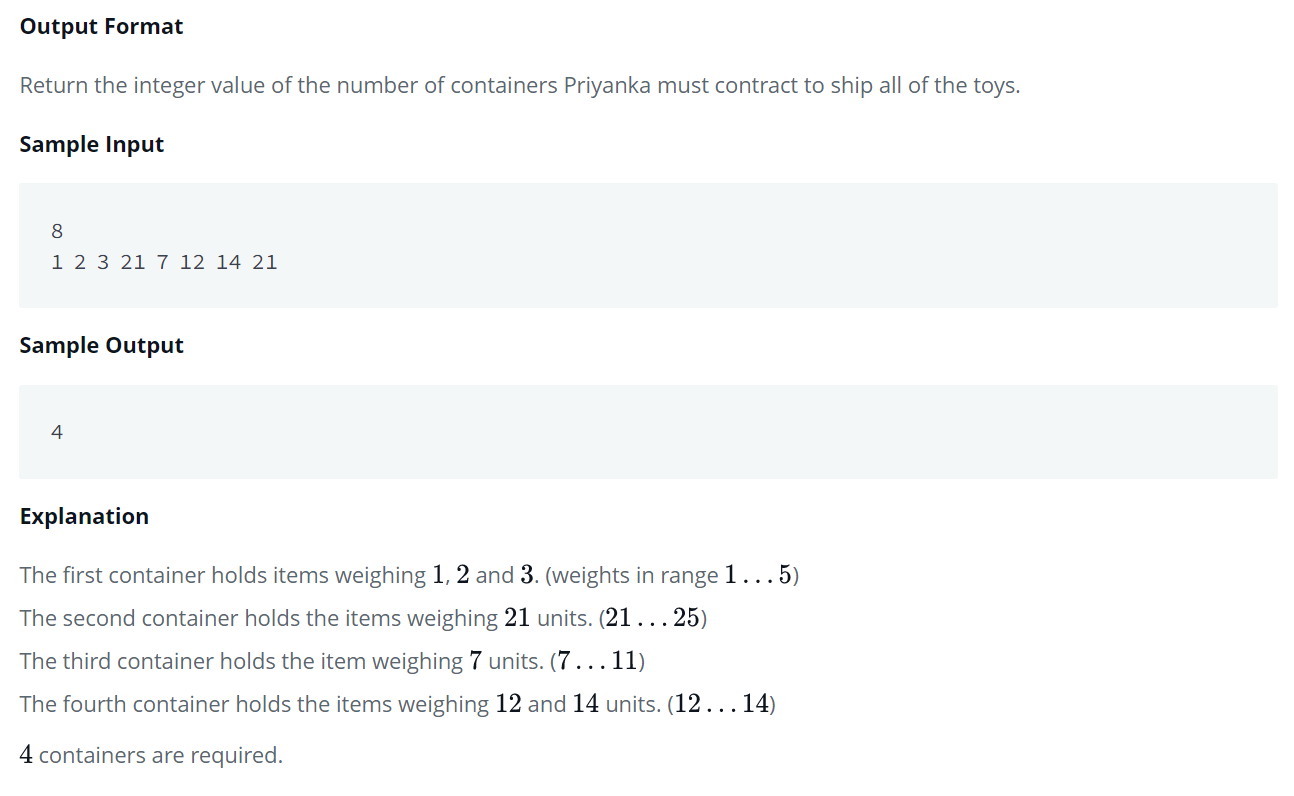 Output Format
Return the integer value of the number of containers Priyanka must contract to ship all of the toys.
Sample Input
8
1 2 3 21 7 12 14 21
Sample Output
4
Explanation
The first container holds items weighing 1, 2 and 3. (weights in range 1 . . . 5)
The second container holds the items weighing 21 units. (21 . . . 25)
The third container holds the item weighing 7 units. (7 . . . 11)
The fourth container holds the items weighing 12 and 14 units. (12 . . . 14)
4 containers are required.